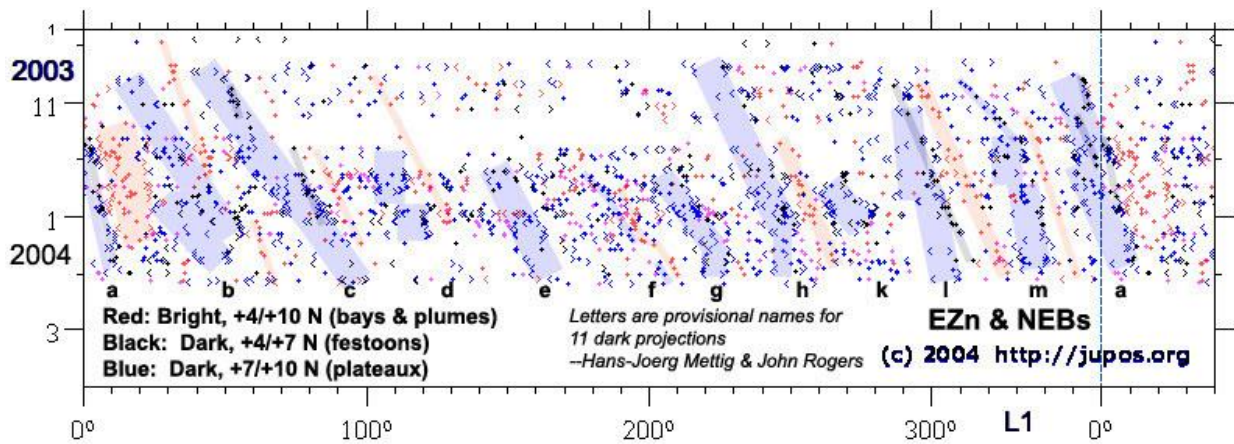 1
2003
11
1
2004
3
a b c d e f g h k l m a
Red: Bright, +4/+10 N (bays & plumes)
Black: Dark, +4/+7 N (festoons)
Blue: Dark, +7/+10 N (plateaux)
Letters are provisional names for
11 dark projections
--Hans-Joerg Mettig & John Rogers
EZn & NEBs
(c) 2004 http://jupos.org
0º 100º 200º 300º L1 0º